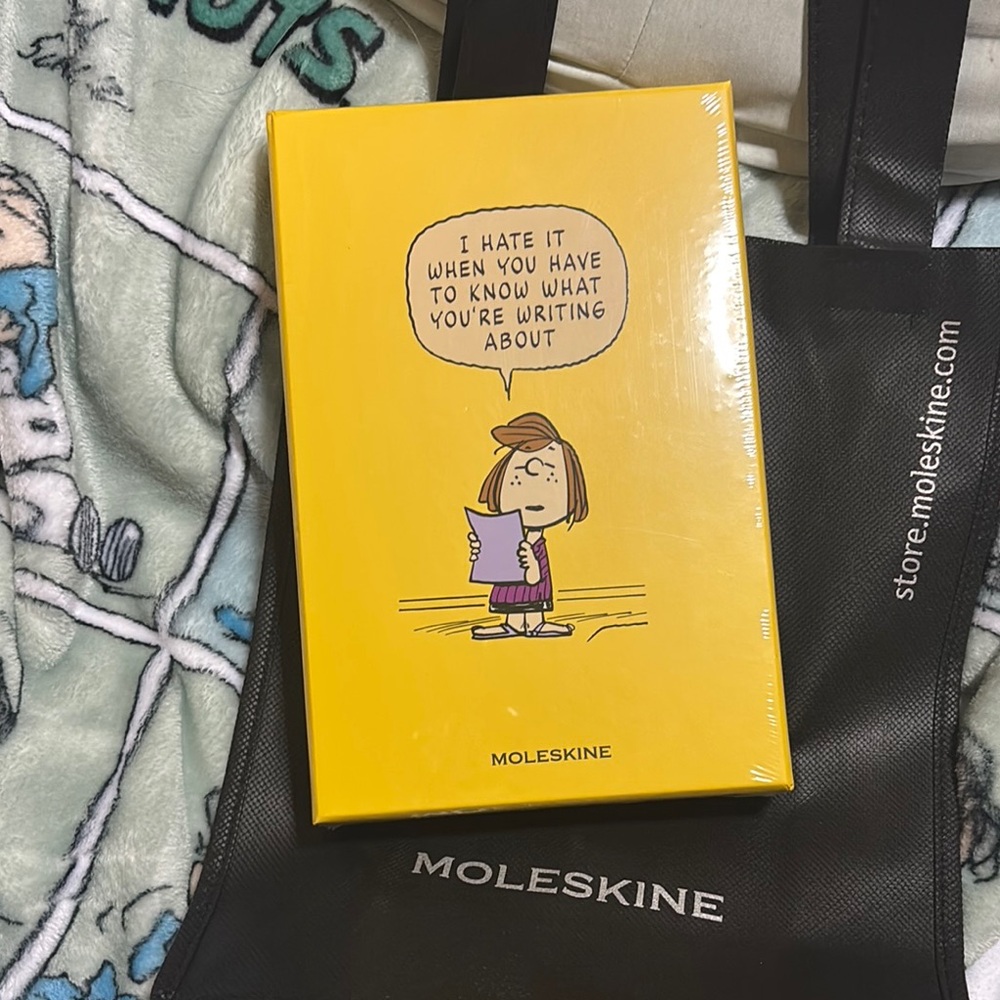 I HATE IT
WHEN YOU HAVE
TO KNOW WHAT
YOU'RE WRITING
ABOUT
MOLESKINE
MOLESKINE
store.moleskine.com